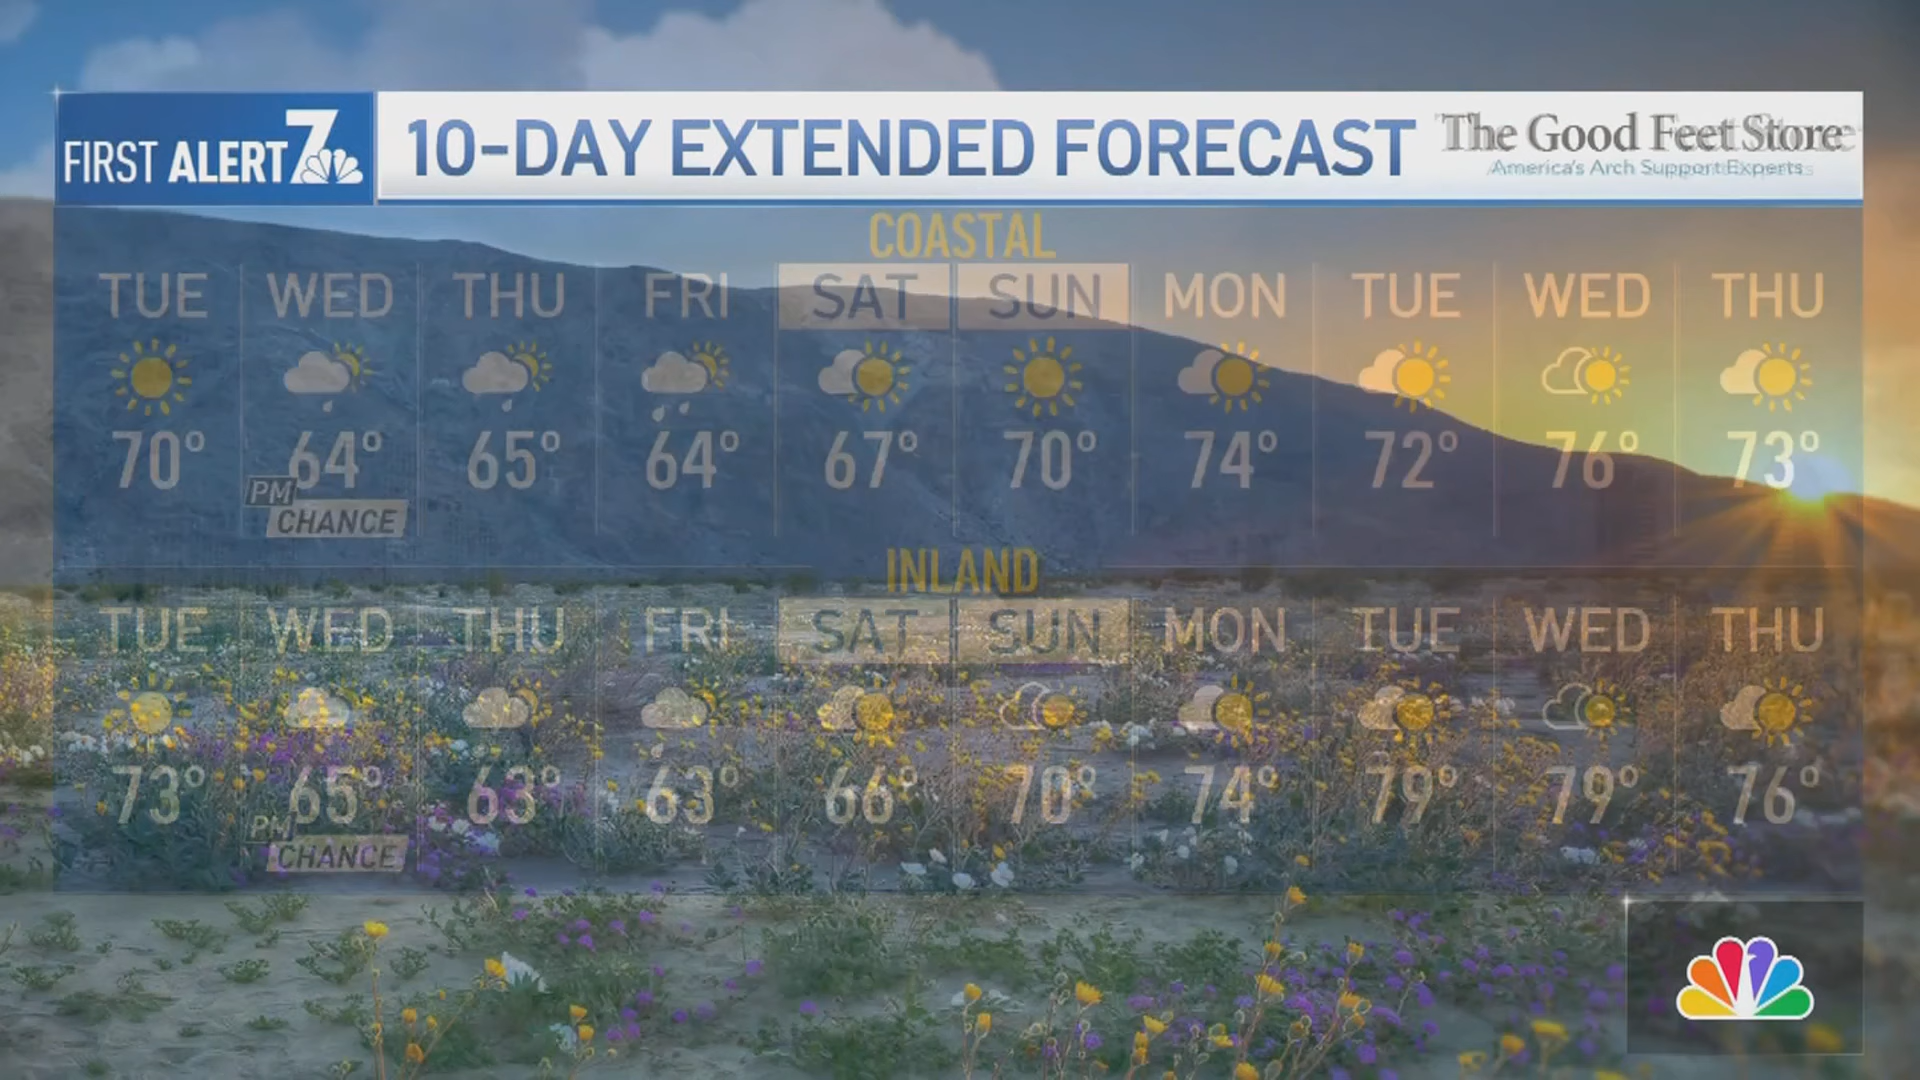 FIRST ALERT 7
10-DAY EXTENDED FORECAST
The Good Feet Store
America's Arch Support Experts
COASTAL
TUE WED THU FRI SAT SUN MON TUE WED THU
70° 64° 65° 64° 67° 70° 74° 72° 76° 73°
PM
CHANCE
INLAND
TUE WED THU FRI SAT SUN MON TUE WED THU
73° 65° 63° 63° 66° 70° 74° 79° 79° 76°
PM
CHANCE